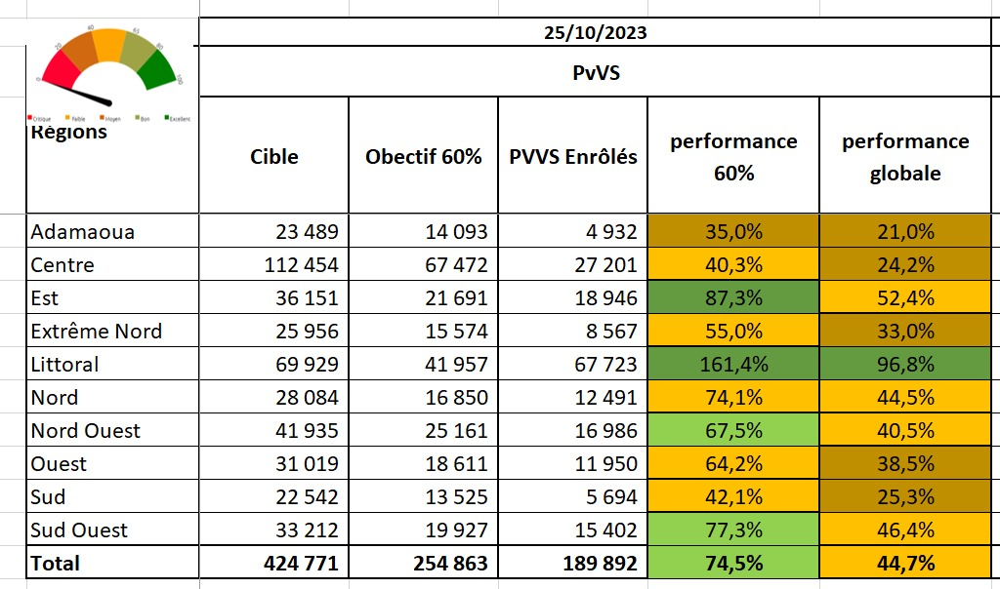 25/10/2023
PvVS
0 20 40 65 80 100
Critique Faible Moyen Bon Excellent
Régions Cible Obectif 60% PVVS Enrôlés performance 60% performance globale
Adamaoua 23 489 14 093 4 932 35,0% 21,0%
Centre 112 454 67 472 27 201 40,3% 24,2%
Est 36 151 21 691 18 946 87,3% 52,4%
Extrême Nord 25 956 15 574 8 567 55,0% 33,0%
Littoral 69 929 41 957 67 723 161,4% 96,8%
Nord 28 084 16 850 12 491 74,1% 44,5%
Nord Ouest 41 935 25 161 16 986 67,5% 40,5%
Ouest 31 019 18 611 11 950 64,2% 38,5%
Sud 22 542 13 525 5 694 42,1% 25,3%
Sud Ouest 33 212 19 927 15 402 77,3% 46,4%
Total 424 771 254 863 189 892 74,5% 44,7%